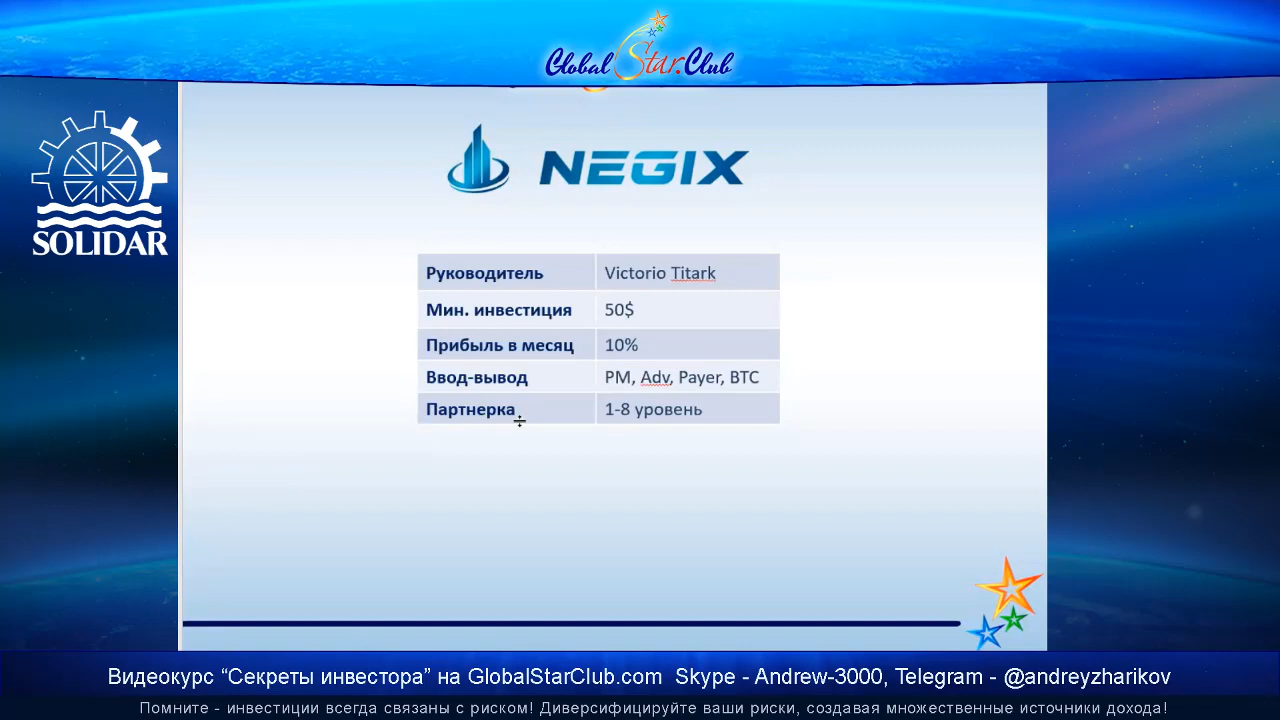 Global Star.Club
SOLIDAR
NEGIX
Руководитель Victorio Titark
Мин. инвестиция 50$
Прибыль в месяц 10%
Ввод-вывод PM, Adv, Payer, BTC
Партнерка 1-8 уровень
Видеокурс “Секреты инвестора” на GlobalStarClub.com Skype - Andrew-3000, Telegram - @andreyzharikov
Помните - инвестиции всегда связаны с риском! Диверсифицируйте ваши риски, создавая множественные источники дохода!